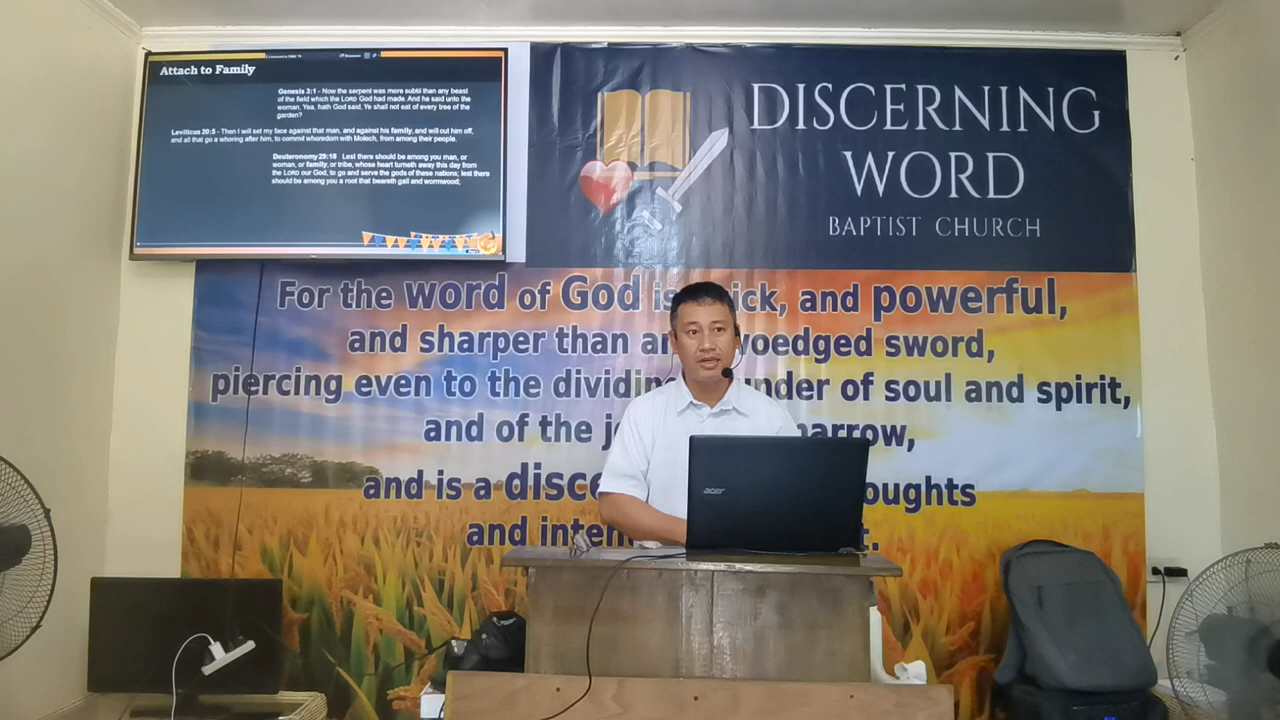 Attach to Family
Genesis 3:1 - Now the serpent was more subtil than any beast
of the field which the LORD God had made. And he said unto the
woman, Yea, hath God said, Ye shall not eat of every tree of the
garden?
Leviticus 20:5 - Then I will set my face against that man, and against his family, and will cut him off,
and all that go a whoring after him, to commit whoredom with Molech, from among their people.
Deuteronomy 29:18 Lest there should be among you man, or
woman, or family, or tribe, whose heart turneth away this day from
the LORD our God, to go and serve the gods of these nations; lest there
should be among you a root that beareth gall and wormwood;
DISCERNING
WORD
BAPTIST CHURCH
For the word of God is ick, and powerful,
and sharper than an voedged sword,
piercing even to the dividing under of soul and spirit,
and of the jo marrow,
and is a disce oughts
and inten t.
acer